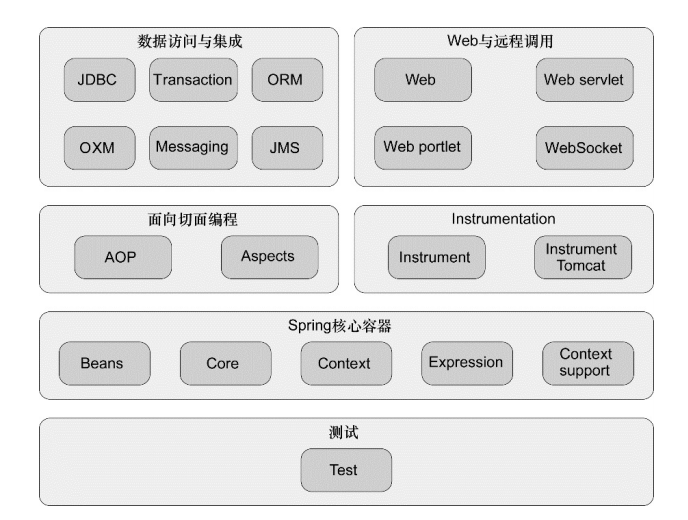 数据访问与集成
JDBC
Transaction
ORM
OXM
Messaging
JMS
Web与远程调用
Web
Web servlet
Web portlet
WebSocket
面向切面编程
AOP
Aspects
Instrumentation
Instrument
Instrument
Tomcat
Spring核心容器
Beans
Core
Context
Expression
Context
support
测试
Test